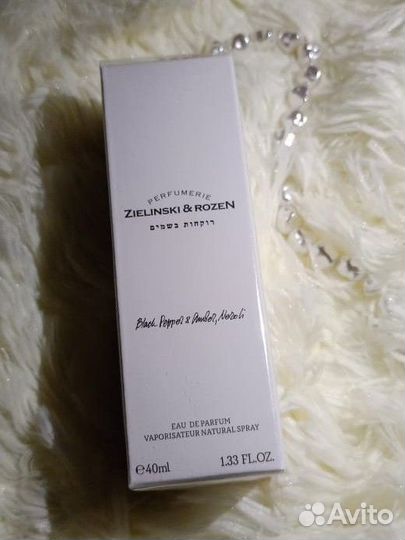 PERFUMERIE
ZIELINSKI & ROZEN
רוקחות בשמים
Black Pepper & Amber, Neroli
EAU DE PARFUM
VAPORISATEUR NATURAL SPRAY
e40ml 1.33 FL.OZ.
Avito